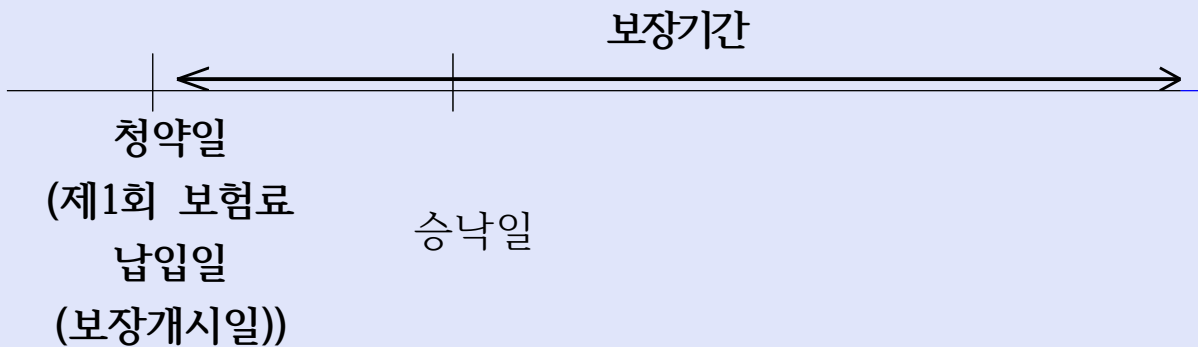 보장기간
청약일
(제1회 보험료
납입일
(보장개시일))
승낙일